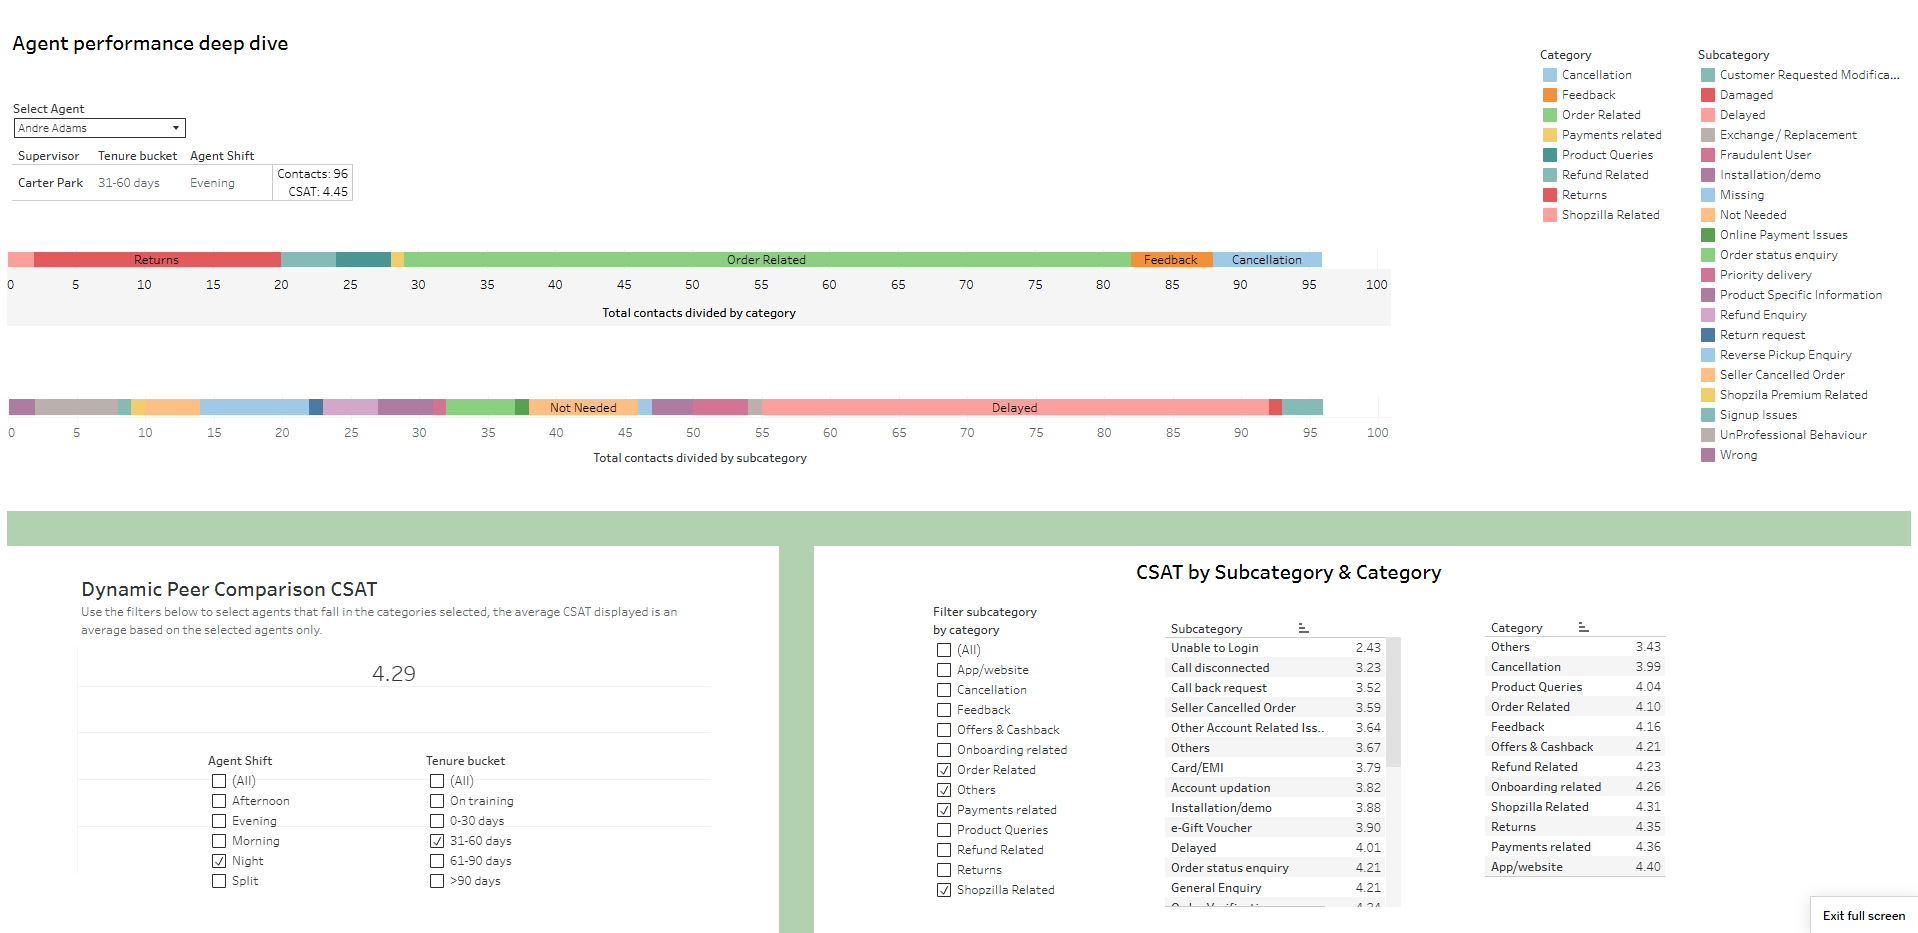 Agent performance deep dive
Select Agent
Andre Adams
Supervisor Tenure bucket Agent Shift
Carter Park 31-60 days Evening
Contacts: 96
CSAT: 4.45
Category
Cancellation
Feedback
Order Related
Payments related
Product Queries
Refund Related
Returns
Shopzilla Related
Subcategory
Customer Requested Modifica...
Damaged
Delayed
Exchange / Replacement
Fraudulent User
Installation/demo
Missing
Not Needed
Online Payment Issues
Order status enquiry
Priority delivery
Product Specific Information
Refund Enquiry
Return request
Reverse Pickup Enquiry
Seller Cancelled Order
Shopzila Premium Related
Signup Issues
UnProfessional Behaviour
Wrong
Returns Order Related Feedback Cancellation
0 5 10 15 20 25 30 35 40 45 50 55 60 65 70 75 80 85 90 95 100
Total contacts divided by category
Not Needed Delayed
0 5 10 15 20 25 30 35 40 45 50 55 60 65 70 75 80 85 90 95 100
Total contacts divided by subcategory
Dynamic Peer Comparison CSAT
Use the filters below to select agents that fall in the categories selected, the average CSAT displayed is an
average based on the selected agents only.
4.29
Agent Shift
(All)
Afternoon
Evening
Morning
Night
Split
Tenure bucket
(All)
On training
0-30 days
31-60 days
61-90 days
>90 days
CSAT by Subcategory & Category
Filter subcategory
by category
(All)
App/website
Cancellation
Feedback
Offers & Cashback
Onboarding related
Order Related
Others
Payments related
Product Queries
Refund Related
Returns
Shopzilla Related
Subcategory
Unable to Login 2.43
Call disconnected 3.23
Call back request 3.52
Seller Cancelled Order 3.59
Other Account Related Iss.. 3.64
Others 3.67
Card/EMI 3.79
Account updation 3.82
Installation/demo 3.88
e-Gift Voucher 3.90
Delayed 4.01
Order status enquiry 4.21
General Enquiry 4.21
Category
Others 3.43
Cancellation 3.99
Product Queries 4.04
Order Related 4.10
Feedback 4.16
Offers & Cashback 4.21
Refund Related 4.23
Onboarding related 4.26
Shopzilla Related 4.31
Returns 4.35
Payments related 4.36
App/website 4.40
Exit full screen